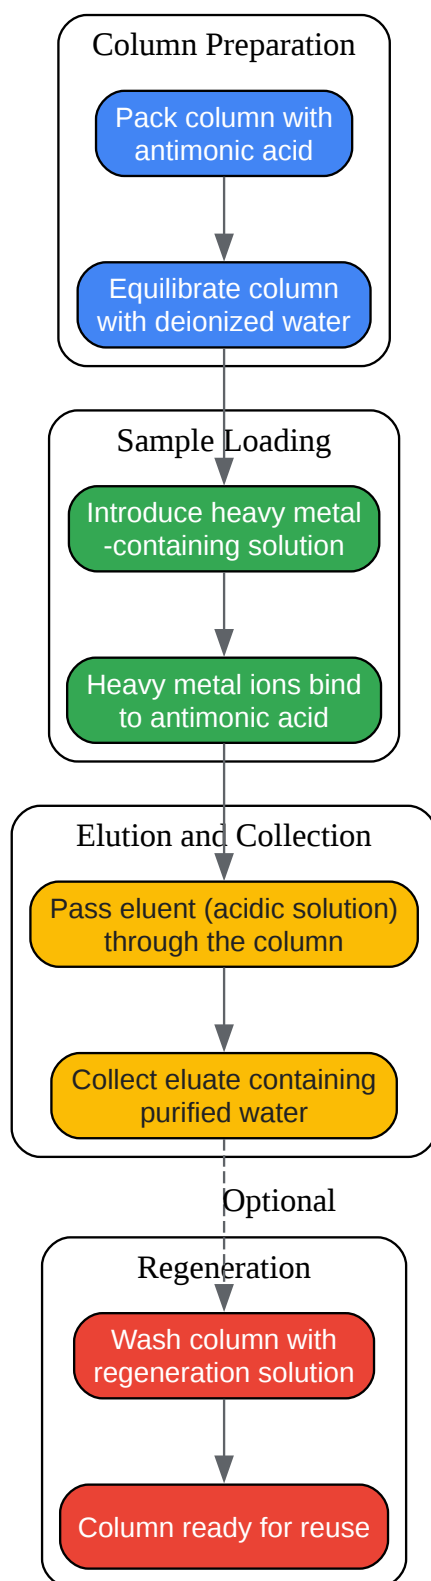 Column Preparation
Pack column with
antimonic acid
Equilibrate column
with deionized water
Sample Loading
Introduce heavy metal
-containing solution
Heavy metal ions bind
to antimonic acid
Elution and Collection
Pass eluent (acidic solution)
through the column
Collect eluate containing
purified water
Optional
Regeneration
Wash column with
regeneration solution
Column ready for reuse